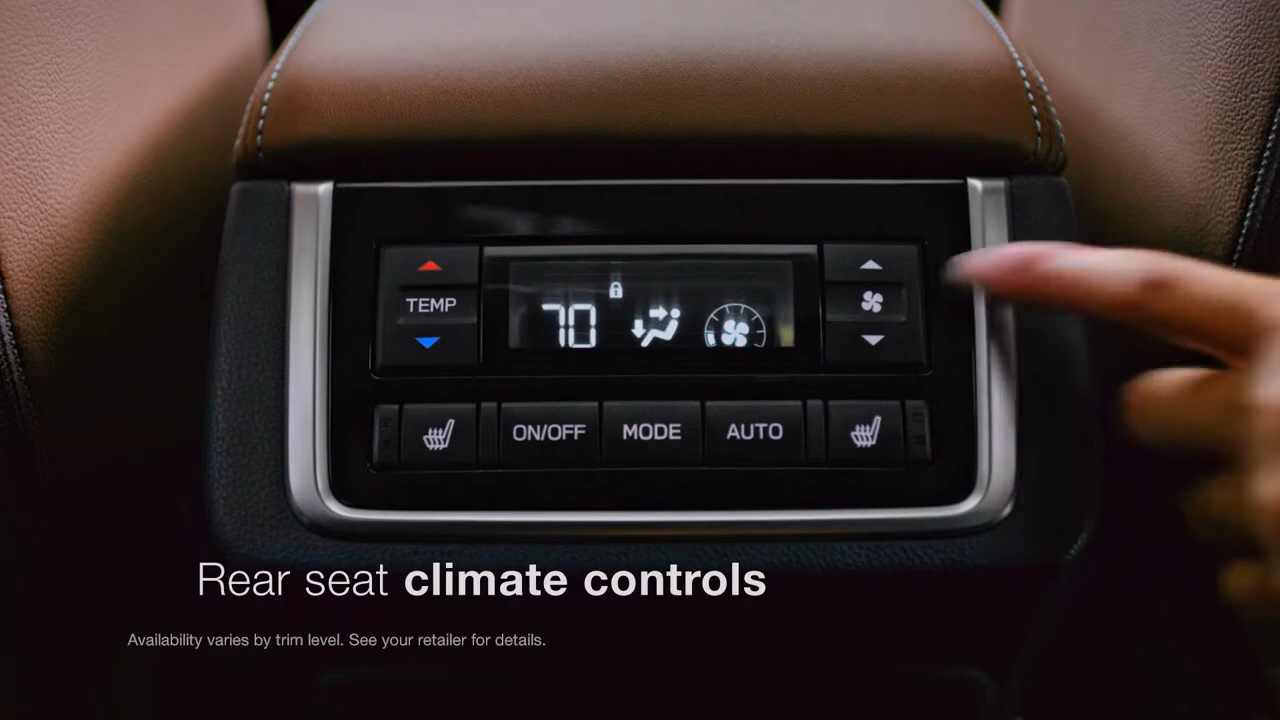 TEMP
70
ON/OFF MODE AUTO
Rear seat climate controls
Availability varies by trim level. See your retailer for details.